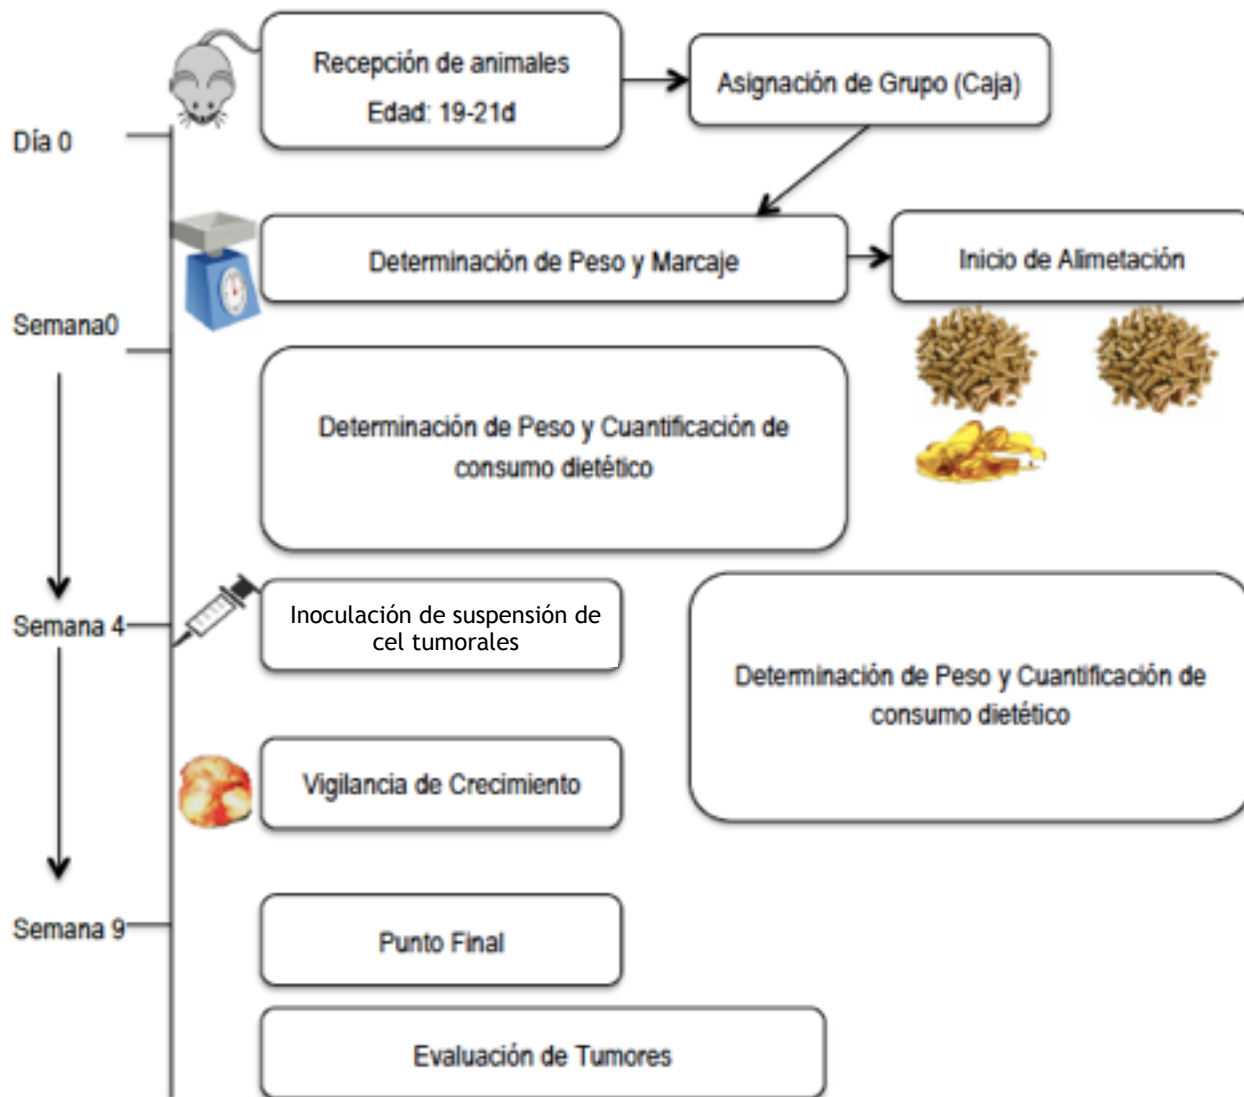 Recepción de animales
Edad: 19-21d
Asignación de Grupo (Caja)
Día 0
Determinación de Peso y Marcaje
Inicio de Alimetación
Semana0
Determinación de Peso y Cuantificación de
consumo dietético
Semana 4
Inoculación de suspensión de
cel tumorales
Determinación de Peso y Cuantificación de
consumo dietético
Vigilancia de Crecimiento
Semana 9
Punto Final
Evaluación de Tumores